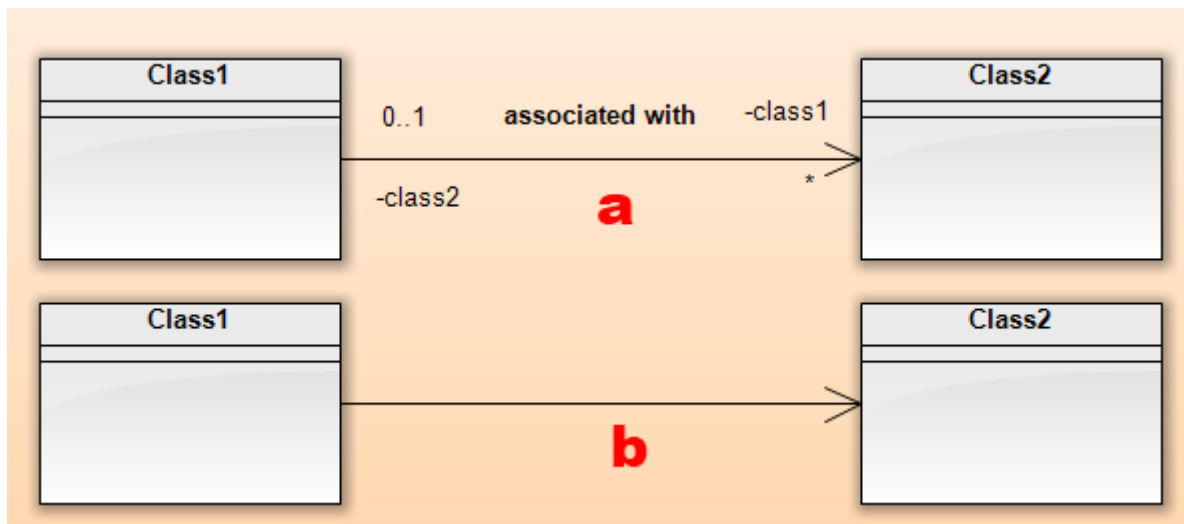 Class1
Class2
0..1
associated with
-class1
*
-class2
a
Class1
Class2
b